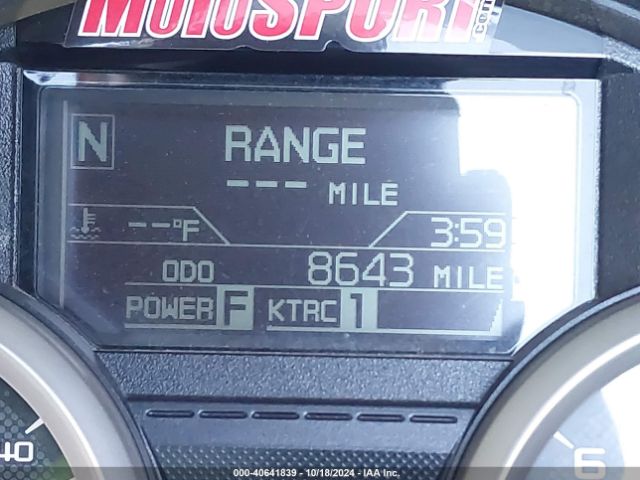 MOTOSPORT
.com
N
RANGE
--- MILE
--°F
3:59
ODO 8643 MILE
POWER F KTRC 1
40
6
000-40641839 - 10/18/2024 - IAA Inc.